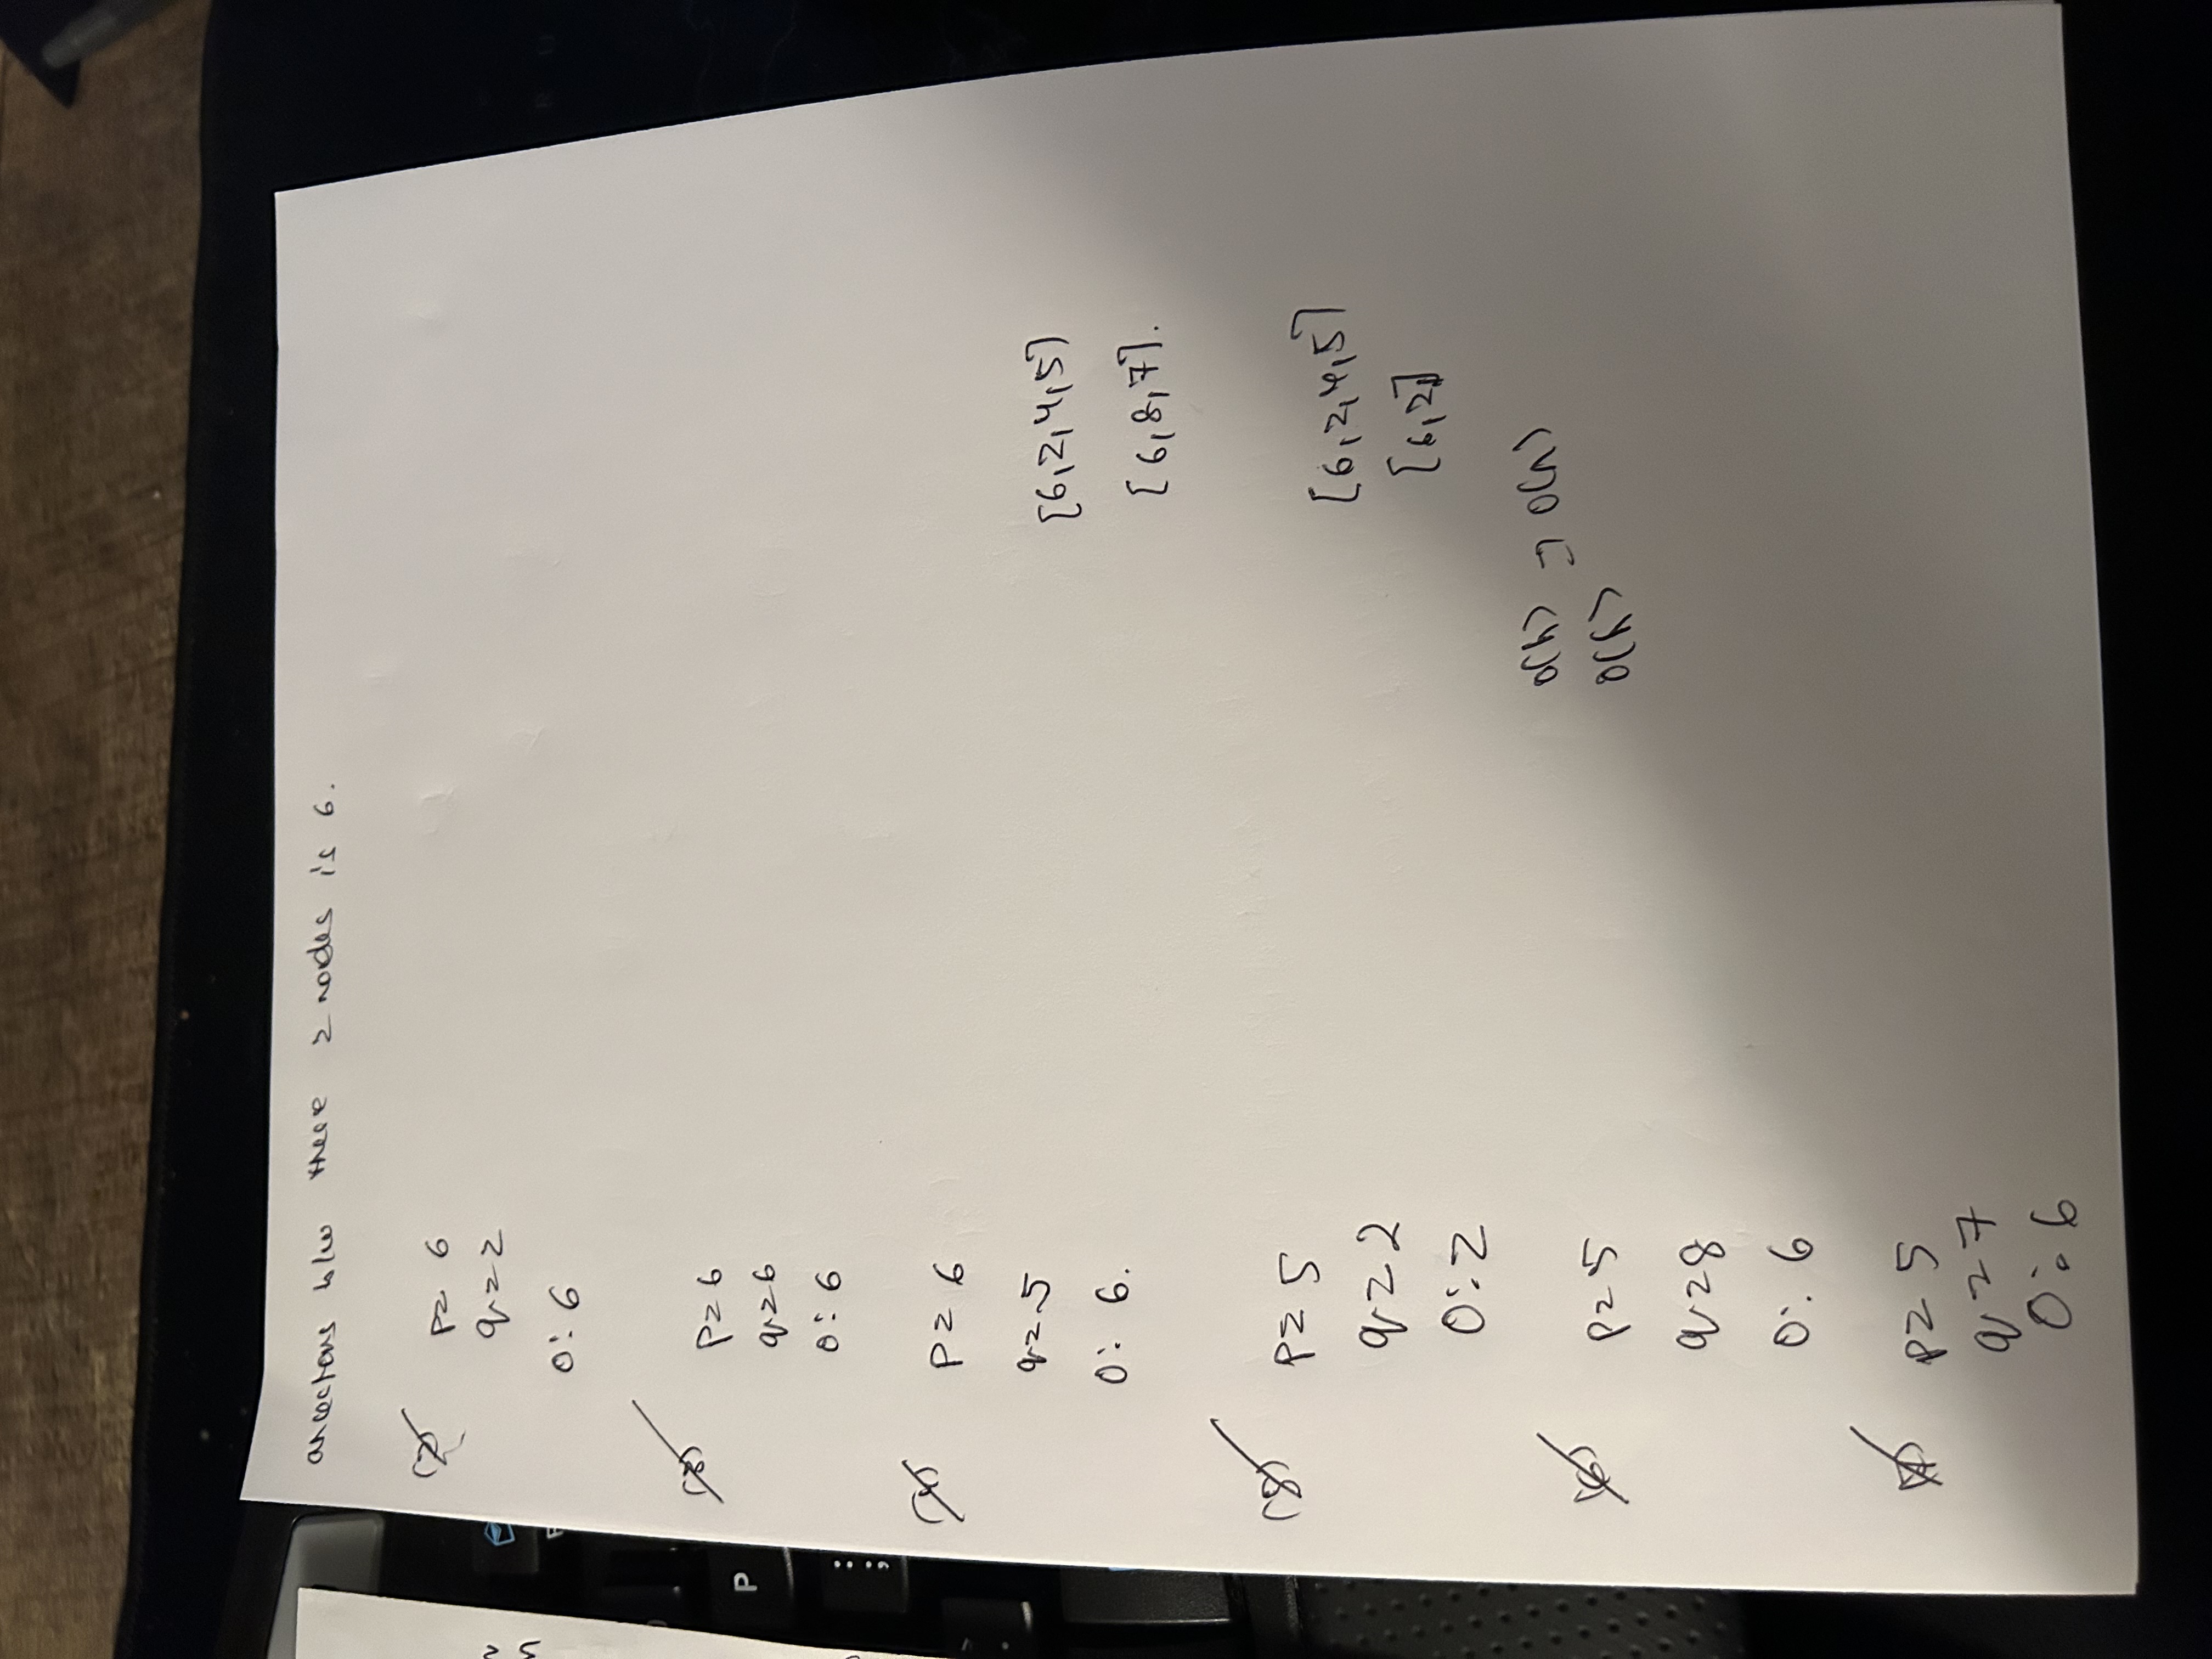 ancectors b/w these 2 nodes is 6.
(2)
p= 6
q=2
O: 6
(3)
p=6
q=6
O: 6
(4)
p= 6
q=5
O: 6.
[6,2,4,5]
[6,8,7].
(5)
p= 5
q=2
O:2
[6,2,4,5]
[6,2]
(6)
p=5
q=8
O: 6
O(h) => O(n)
O(h)
(7)
p= 5
q=7
O: 6
P